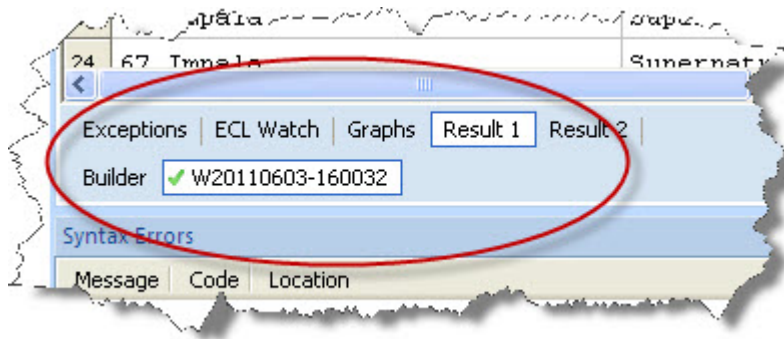 24 67 Impala Supernatu
Exceptions ECL Watch Graphs Result 1 Result 2
Builder W20110603-160032
Syntax Errors
Message Code Location